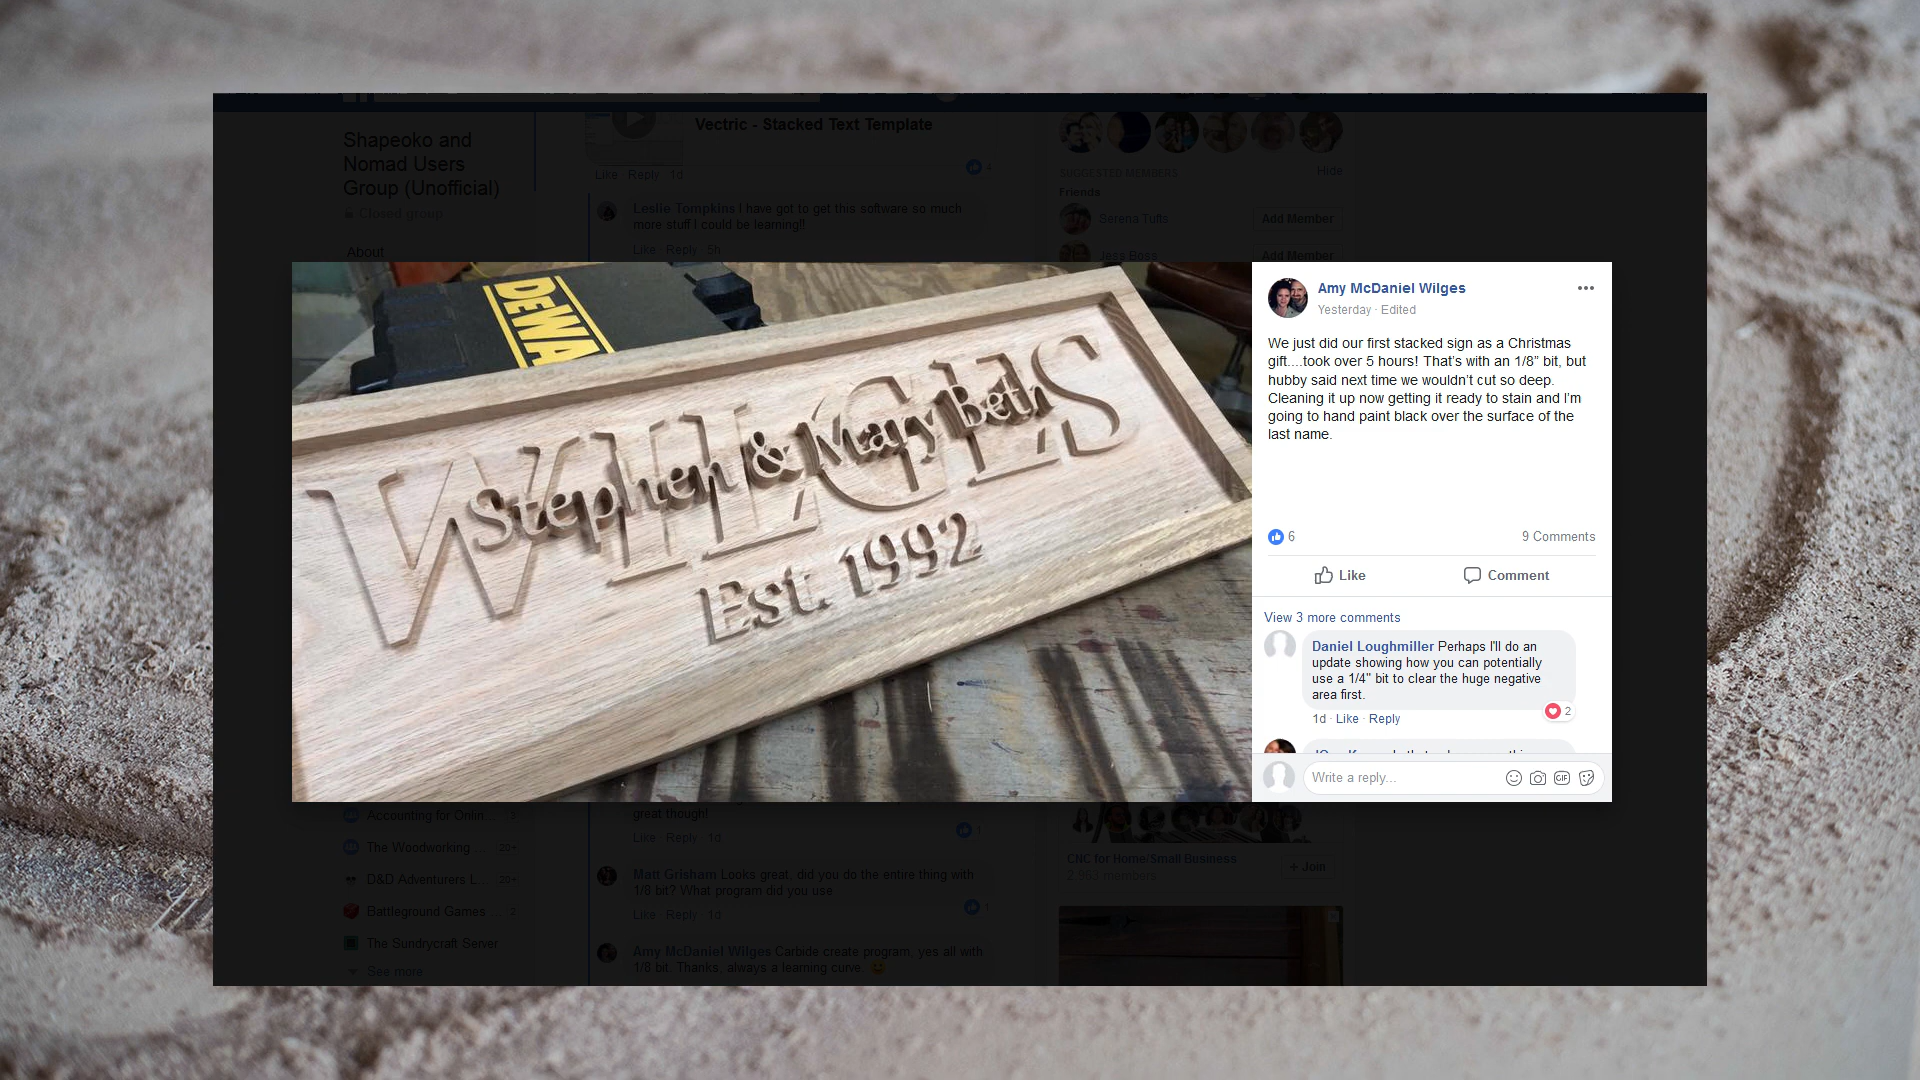 Shapeoko and
Nomad Users
Group (Unofficial)
Closed group
About
Vectric - Stacked Text Template
Like · Reply · 1d
4
Leslie Tompkins I have got to get this software so much
more stuff I could be learning!!
Like · Reply · 5h
SUGGESTED MEMBERS
Hide
Friends
Serena Tufts
Add Member
Jess Boss
Add Member
DEWA
WILGES
Stephen & Mary Beth
Est. 1992
Amy McDaniel Wilges
Yesterday · Edited
We just did our first stacked sign as a Christmas
gift....took over 5 hours! That's with an 1/8” bit, but
hubby said next time we wouldn't cut so deep.
Cleaning it up now getting it ready to stain and I'm
going to hand paint black over the surface of the
last name.
6
9 Comments
Like
Comment
View 3 more comments
Daniel Loughmiller Perhaps I'll do an
update showing how you can potentially
use a 1/4" bit to clear the huge negative
area first.
1d · Like · Reply
2
Write a reply...
GIF
Accounting for Onlin...
The Woodworking ...
20+
D&D Adventurers L...
20+
Battleground Games ...
2
The Sundrycraft Server
See more
great though!
Like · Reply · 1d
1
Matt Grisham Looks great, did you do the entire thing with
1/8 bit? What program did you use
Like · Reply · 1d
1
Amy McDaniel Wilges Carbide create program, yes all with
1/8 bit. Thanks, always a learning curve.
CNC for Home/Small Business
2,953 members
+ Join